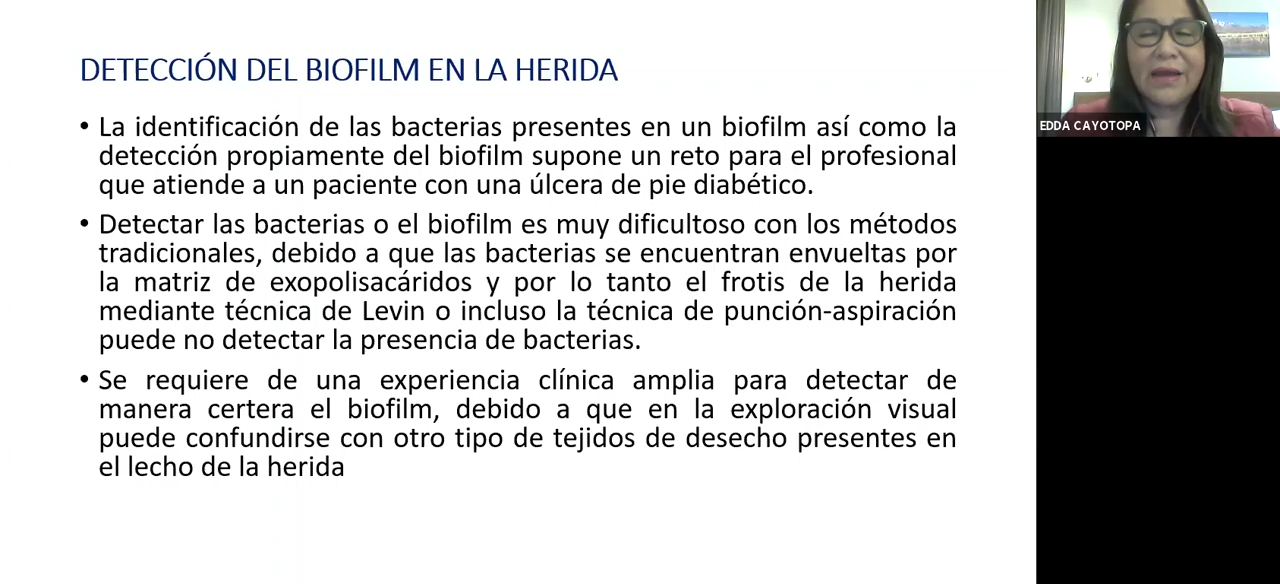 DETECCIÓN DEL BIOFILM EN LA HERIDA
• La identificación de las bacterias presentes en un biofilm así como la
detección propiamente del biofilm supone un reto para el profesional
que atiende a un paciente con una úlcera de pie diabético.
• Detectar las bacterias o el biofilm es muy dificultoso con los métodos
tradicionales, debido a que las bacterias se encuentran envueltas por
la matriz de exopolisacáridos y por lo tanto el frotis de la herida
mediante técnica de Levin o incluso la técnica de punción-aspiración
puede no detectar la presencia de bacterias.
• Se requiere de una experiencia clínica amplia para detectar de
manera certera el biofilm, debido a que en la exploración visual
puede confundirse con otro tipo de tejidos de desecho presentes en
el lecho de la herida
EDDA CAYOTOPA